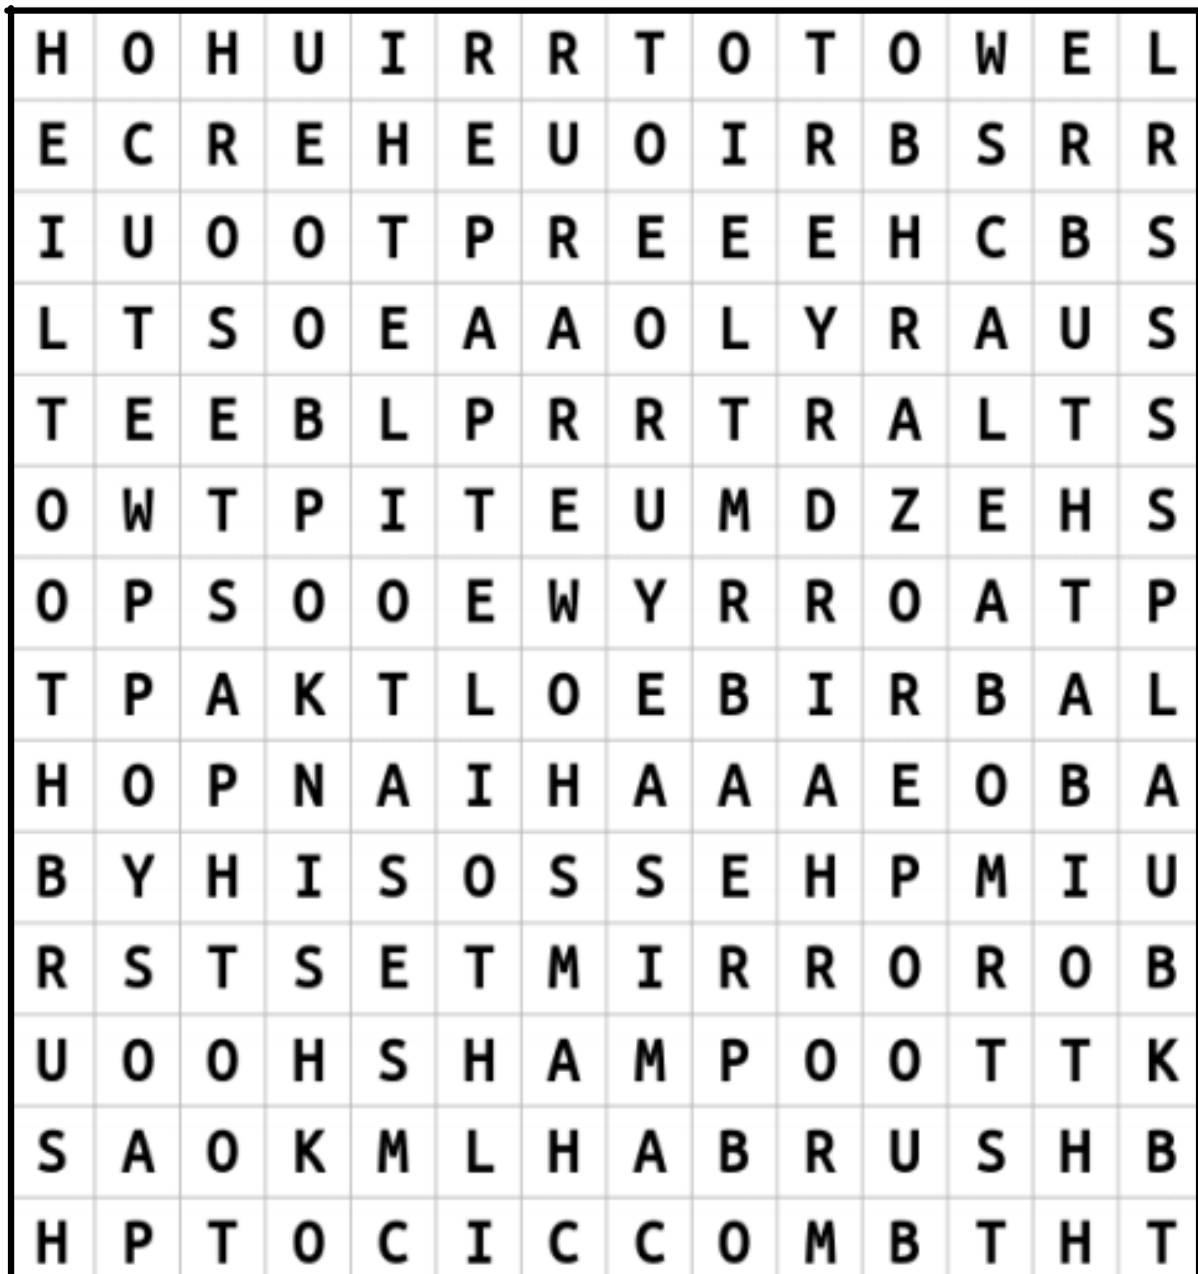 H O H U I R R T O T O W E L
E C R E H E U O I R B S R R
I U O O T P R E E E H C B S
L T S O E A A O L Y R A U S
T E E B L P R R T R A L T S
O W T P I T E U M D Z E H S
O P S O O E W Y R R O A T P
T P A K T L O E B I R B A L
H O P N A I H A A A E O B A
B Y H I S O S S E H P M I U
R S T S E T M I R R O R O B
U O O H S H A M P O O T T K
S A O K M L H A B R U S H B
H P T O C I C C O M B T H T